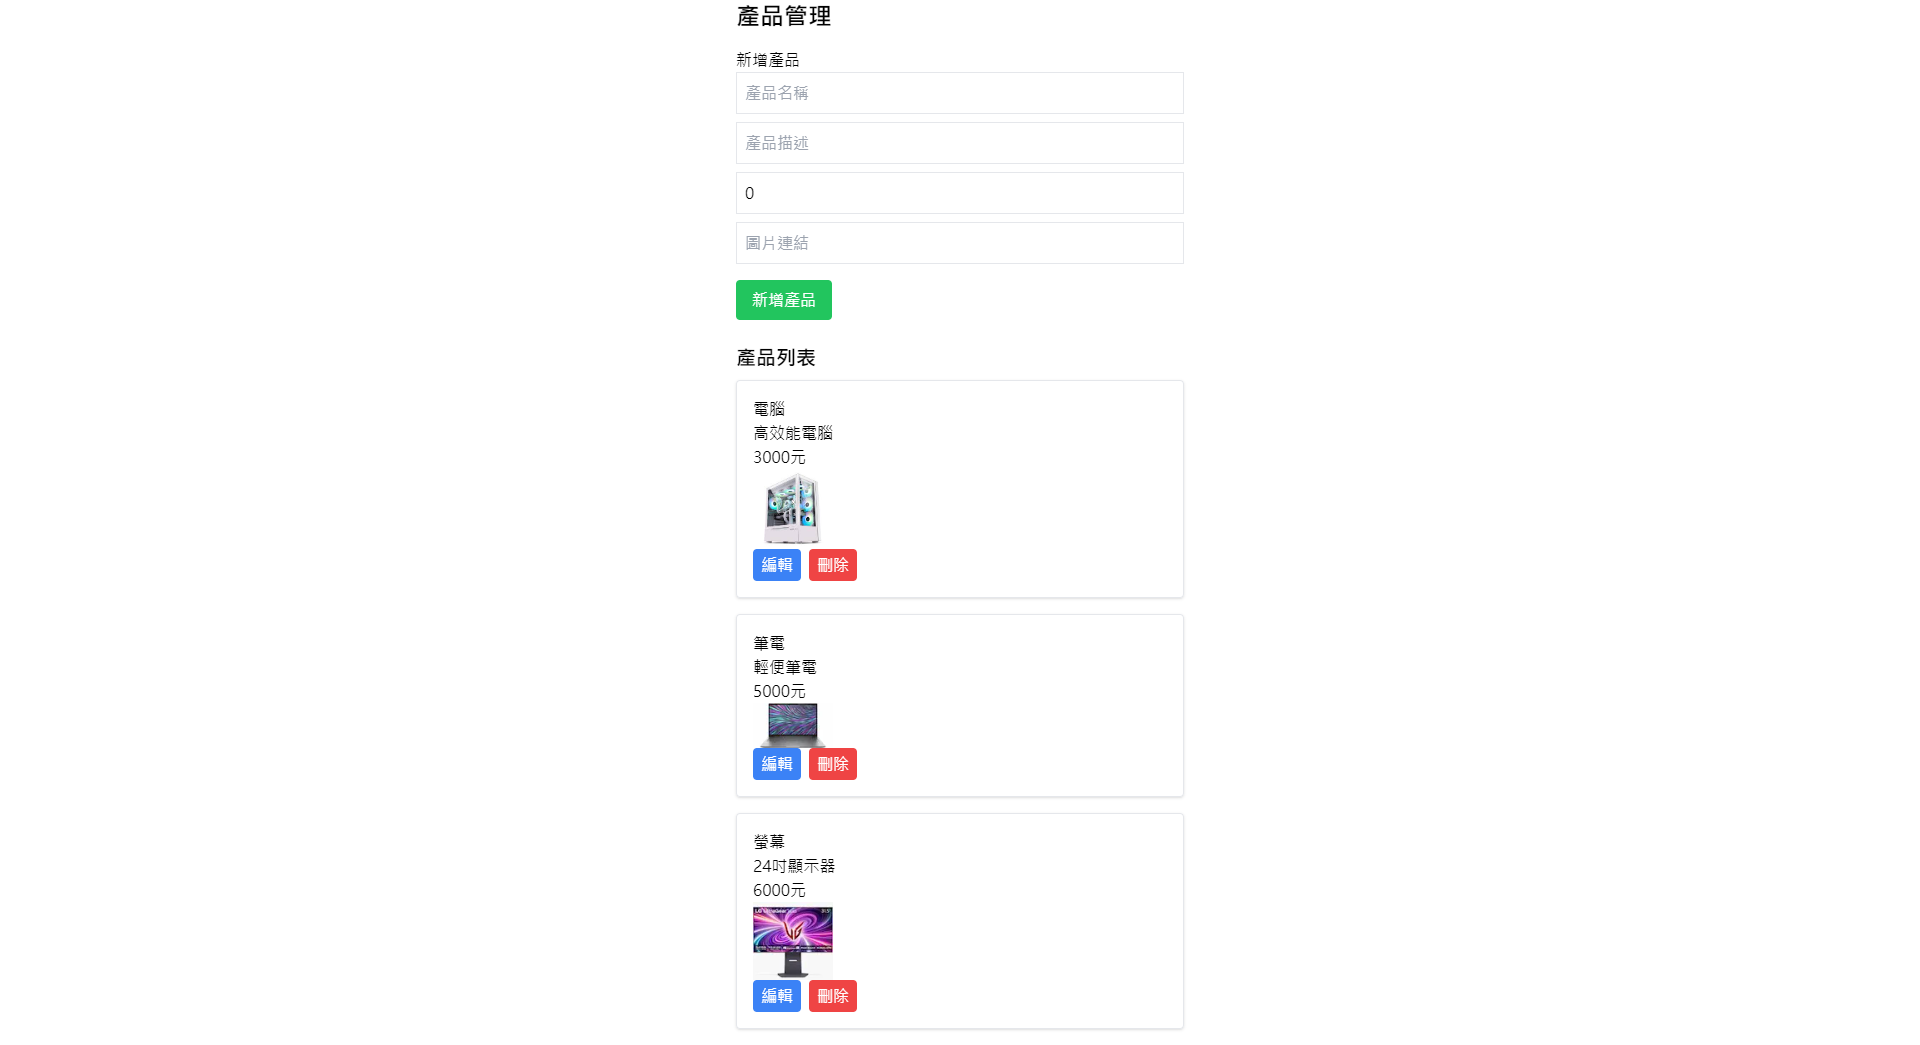 產品管理
新增產品
產品名稱
產品描述
0
圖片連結
新增產品
產品列表
電腦
高效能電腦
3000元
編輯 刪除
筆電
輕便筆電
5000元
編輯 刪除
螢幕
24吋顯示器
6000元
編輯 刪除